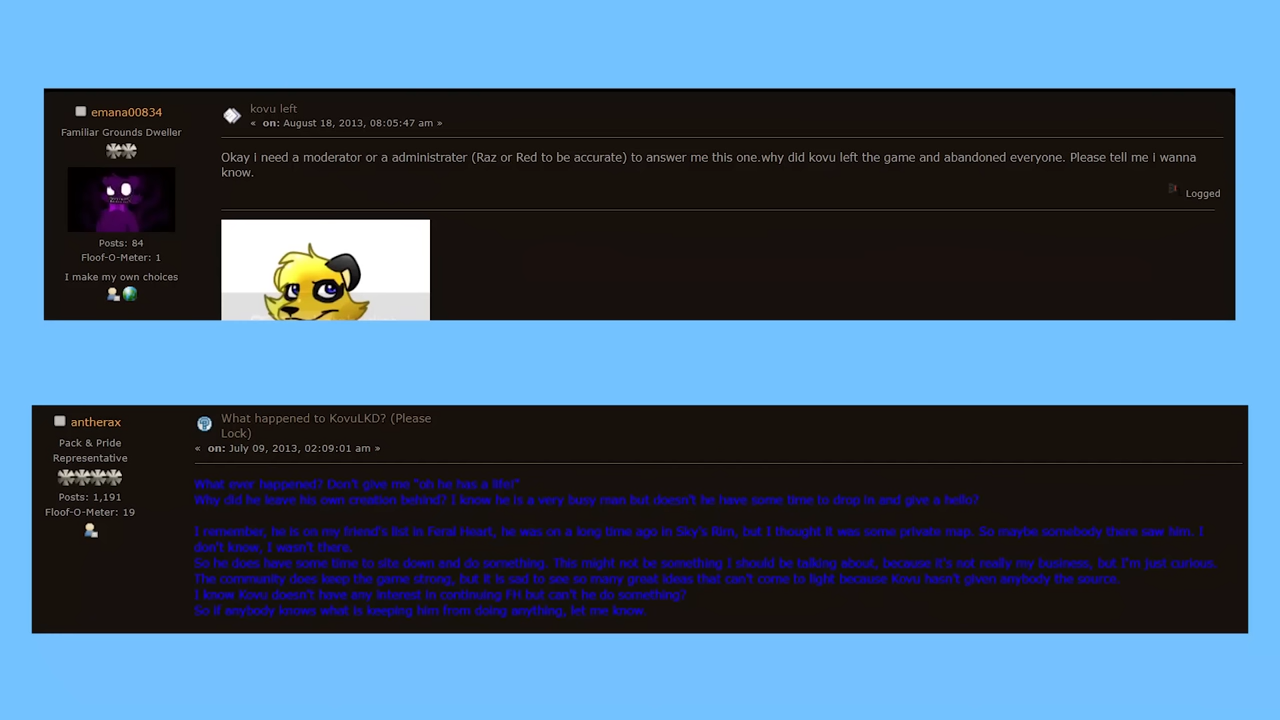 emana00834
Familiar Grounds Dweller
Posts: 84
Floof-O-Meter: 1
I make my own choices
kovu left
« on: August 18, 2013, 08:05:47 am »
Okay i need a moderator or a administrater (Raz or Red to be accurate) to answer me this one.why did kovu left the game and abandoned everyone. Please tell me i wanna
know.
Logged
antherax
Pack & Pride
Representative
Posts: 1,191
Floof-O-Meter: 19
What happened to KovuLKD? (Please
Lock)
« on: July 09, 2013, 02:09:01 am »
What ever happened? Don't give me "oh he has a life!"
Why did he leave his own creation behind? I know he is a very busy man but doesn't he have some time to drop in and give a hello?
I remember, he is on my friend's list in Feral Heart, he was on a long time ago in Sky's Rim, but I thought it was some private map. So maybe somebody there saw him. I
don't know, I wasn't there.
So he does have some time to site down and do something. This might not be something I should be talking about, because it's not really my business, but I'm just curious.
The community does keep the game strong, but it is sad to see so many great ideas that can't come to light because Kovu hasn't given anybody the source.
I know Kovu doesn't have any interest in continuing FH but can't he do something?
So if anybody knows what is keeping him from doing anything, let me know.